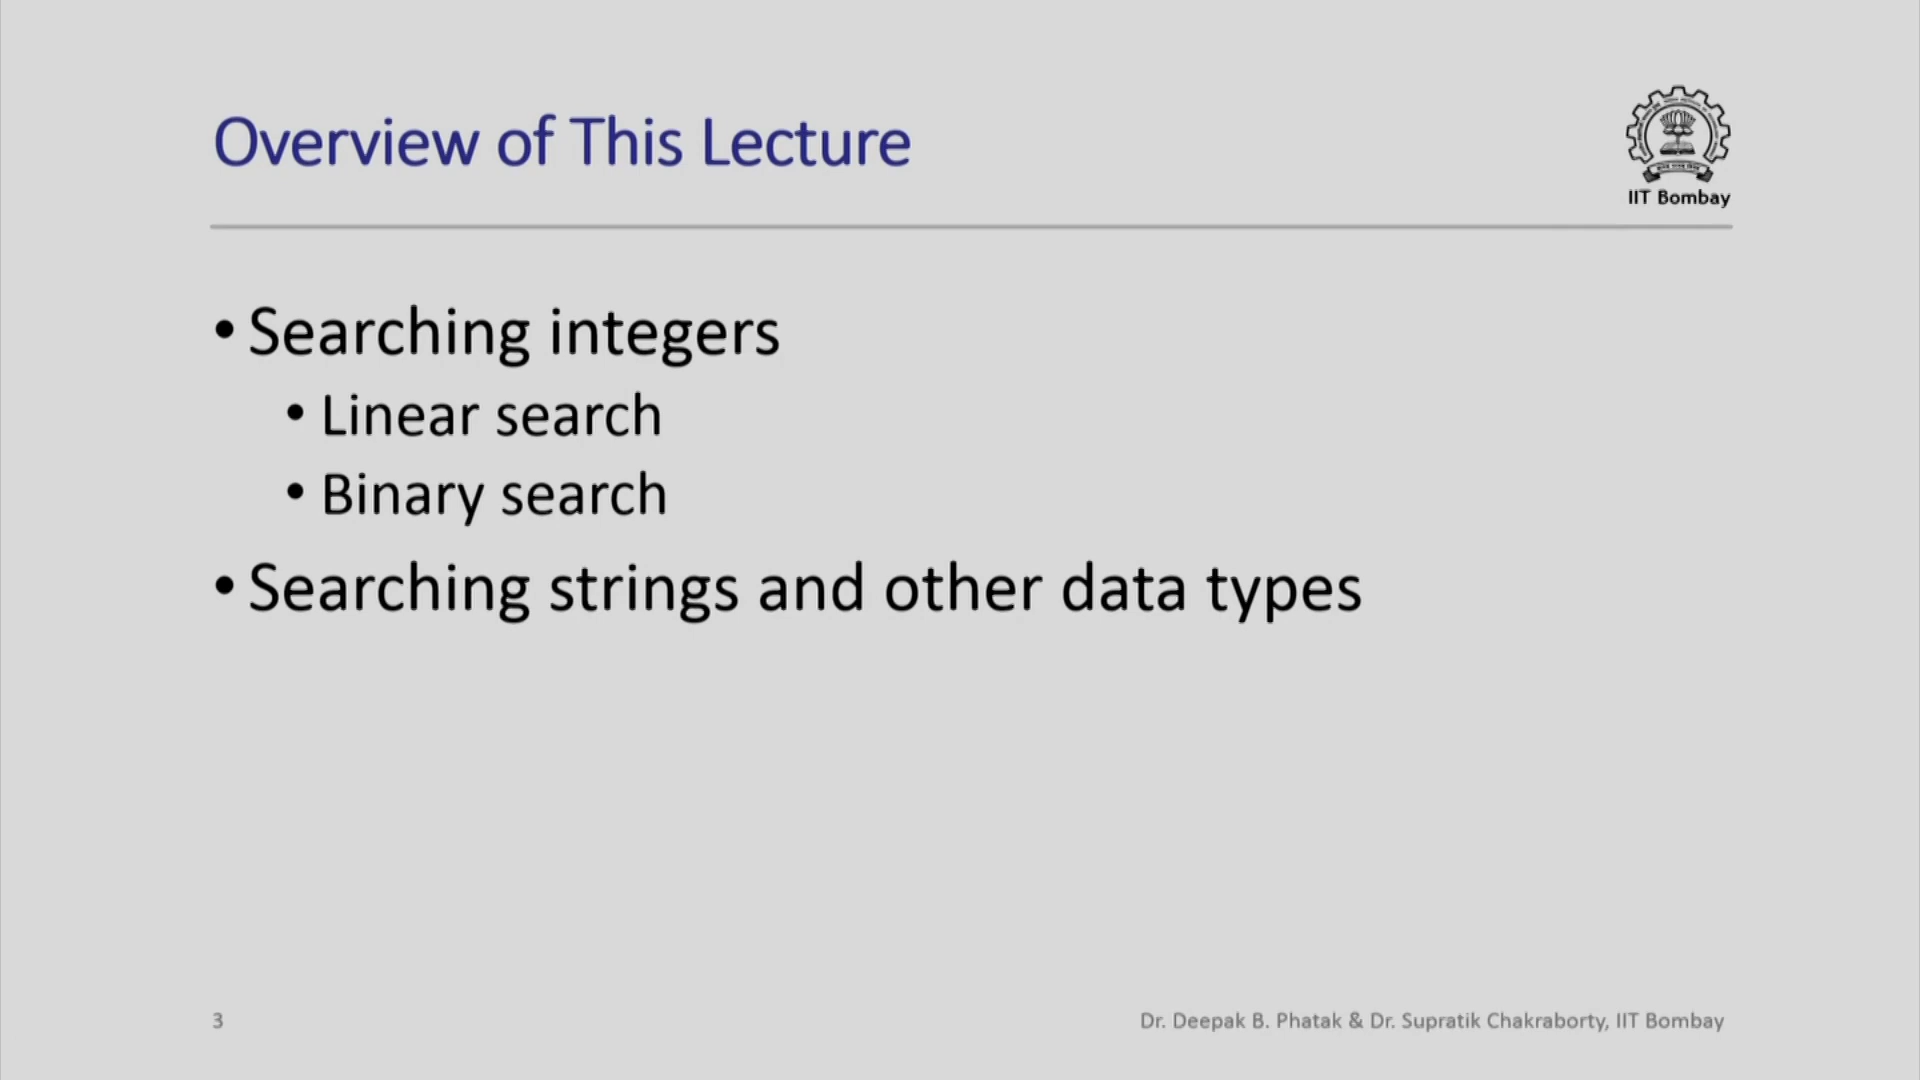 Overview of This Lecture
IIT Bombay
• Searching integers
• Linear search
• Binary search
• Searching strings and other data types
3
Dr. Deepak B. Phatak & Dr. Supratik Chakraborty, IIT Bombay